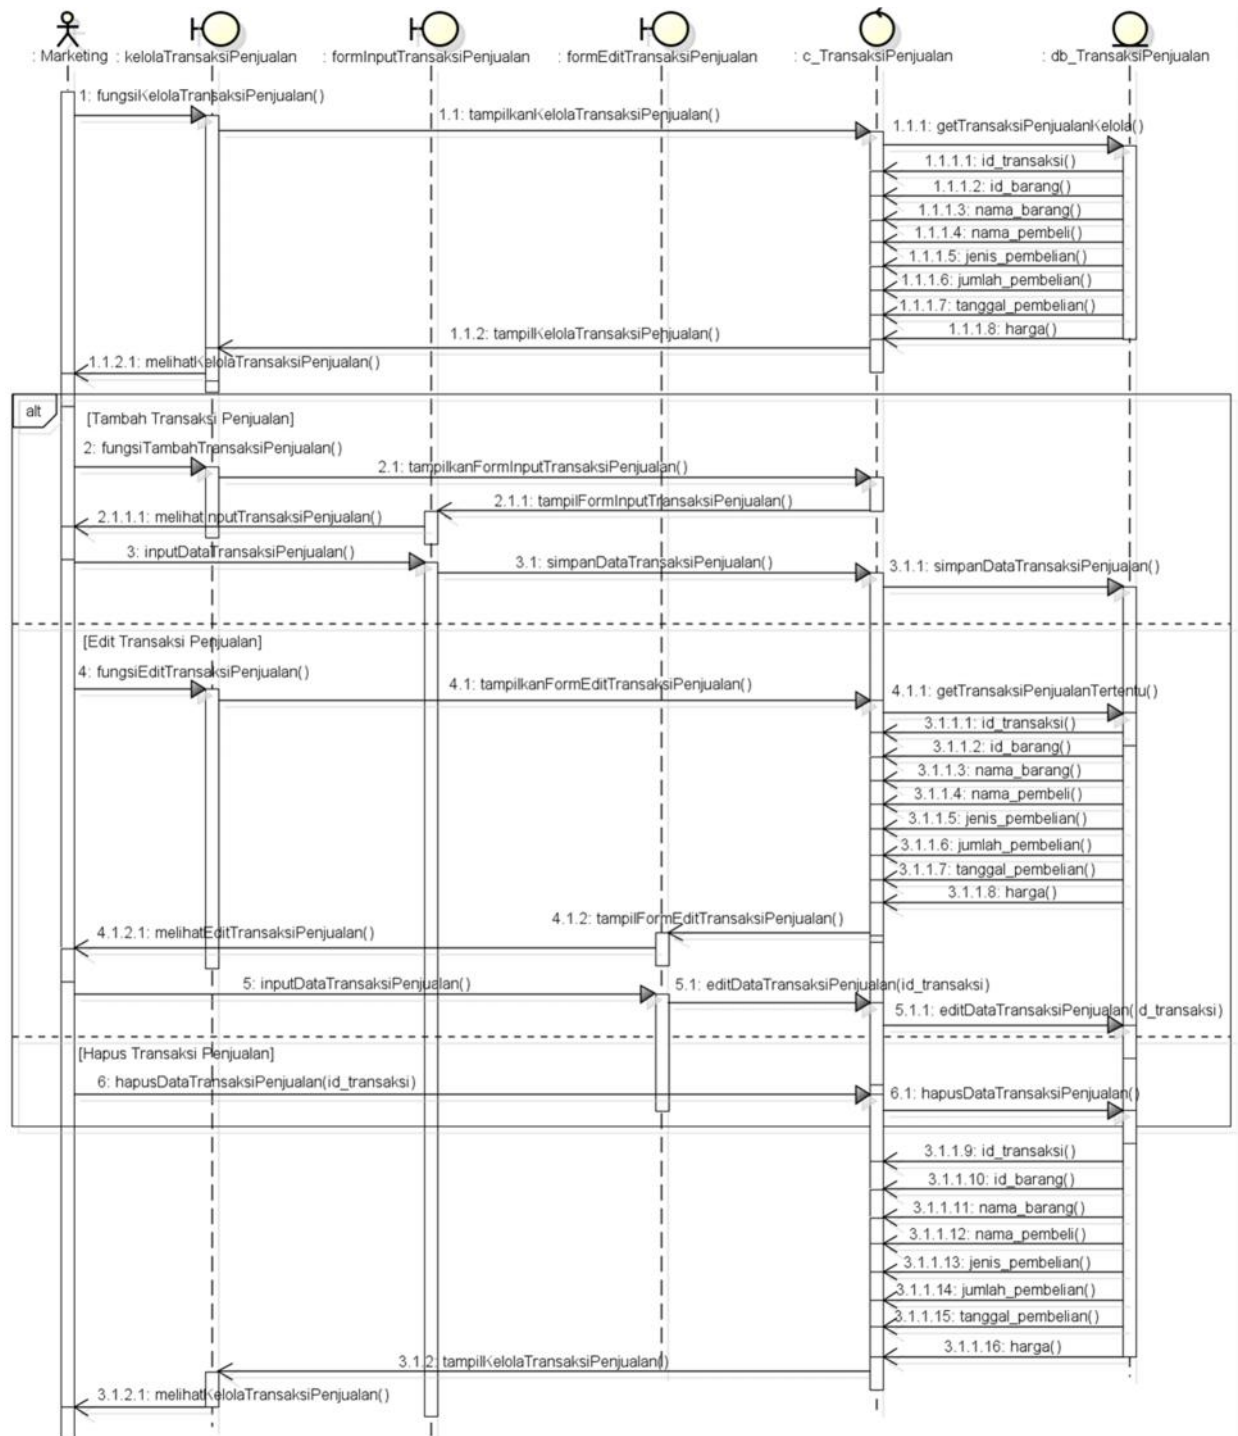 : Marketing
: kelolaTransaksiPenjualan
: formInputTransaksiPenjualan
: formEditTransaksiPenjualan
: c_TransaksiPenjualan
: db_TransaksiPenjualan
1: fungsiKelolaTransaksiPenjualan()
1.1: tampilkanKelolaTransaksiPenjualan()
1.1.1: getTransaksiPenjualanKelola()
1.1.1.1: id_transaksi()
1.1.1.2: id_barang()
1.1.1.3: nama_barang()
1.1.1.4: nama_pembeli()
1.1.1.5: jenis_pembelian()
1.1.1.6: jumlah_pembelian()
1.1.1.7: tanggal_pembelian()
1.1.1.8: harga()
1.1.2: tampilKelolaTransaksiPenjualan()
1.1.2.1: melihatKelolaTransaksiPenjualan()
alt
[Tambah Transaksi Penjualan]
2: fungsiTambahTransaksiPenjualan()
2.1: tampilkanFormInputTransaksiPenjualan()
2.1.1: tampilFormInputTransaksiPenjualan()
2.1.1.1: melihatInputTransaksiPenjualan()
3: inputDataTransaksiPenjualan()
3.1: simpanDataTransaksiPenjualan()
3.1.1: simpanDataTransaksiPenjualan()
[Edit Transaksi Penjualan]
4: fungsiEditTransaksiPenjualan()
4.1: tampilkanFormEditTransaksiPenjualan()
4.1.1: getTransaksiPenjualanTertentu()
3.1.1.1: id_transaksi()
3.1.1.2: id_barang()
3.1.1.3: nama_barang()
3.1.1.4: nama_pembeli()
3.1.1.5: jenis_pembelian()
3.1.1.6: jumlah_pembelian()
3.1.1.7: tanggal_pembelian()
3.1.1.8: harga()
4.1.2: tampilFormEditTransaksiPenjualan()
4.1.2.1: melihatEditTransaksiPenjualan()
5: inputDataTransaksiPenjualan()
5.1: editDataTransaksiPenjualan(id_transaksi)
5.1.1: editDataTransaksiPenjualan(id_transaksi)
[Hapus Transaksi Penjualan]
6: hapusDataTransaksiPenjualan(id_transaksi)
6.1: hapusDataTransaksiPenjualan()
3.1.1.9: id_transaksi()
3.1.1.10: id_barang()
3.1.1.11: nama_barang()
3.1.1.12: nama_pembeli()
3.1.1.13: jenis_pembelian()
3.1.1.14: jumlah_pembelian()
3.1.1.15: tanggal_pembelian()
3.1.1.16: harga()
3.1.2: tampilKelolaTransaksiPenjualan()
3.1.2.1: melihatKelolaTransaksiPenjualan()